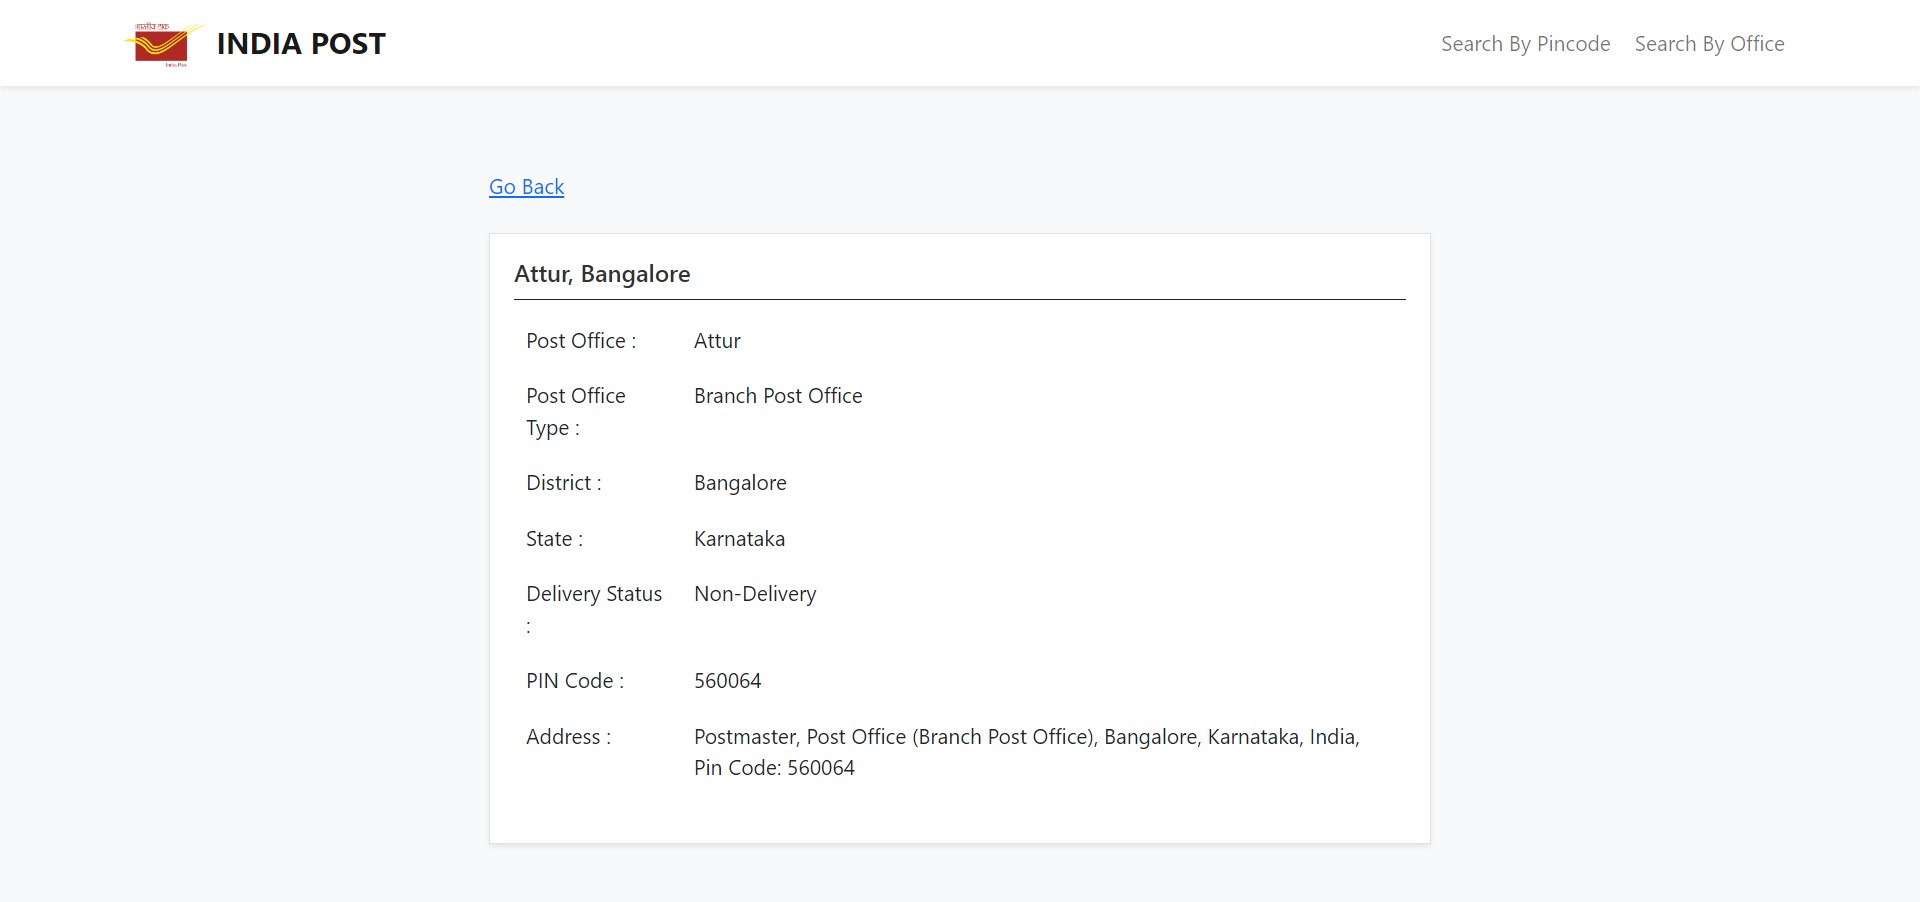 भारतीय डाक
India Post
INDIA POST
Search By Pincode
Search By Office
Go Back
Attur, Bangalore
Post Office :
Attur
Post Office
Type :
Branch Post Office
District :
Bangalore
State :
Karnataka
Delivery Status
:
Non-Delivery
PIN Code :
560064
Address :
Postmaster, Post Office (Branch Post Office), Bangalore, Karnataka, India,
Pin Code: 560064